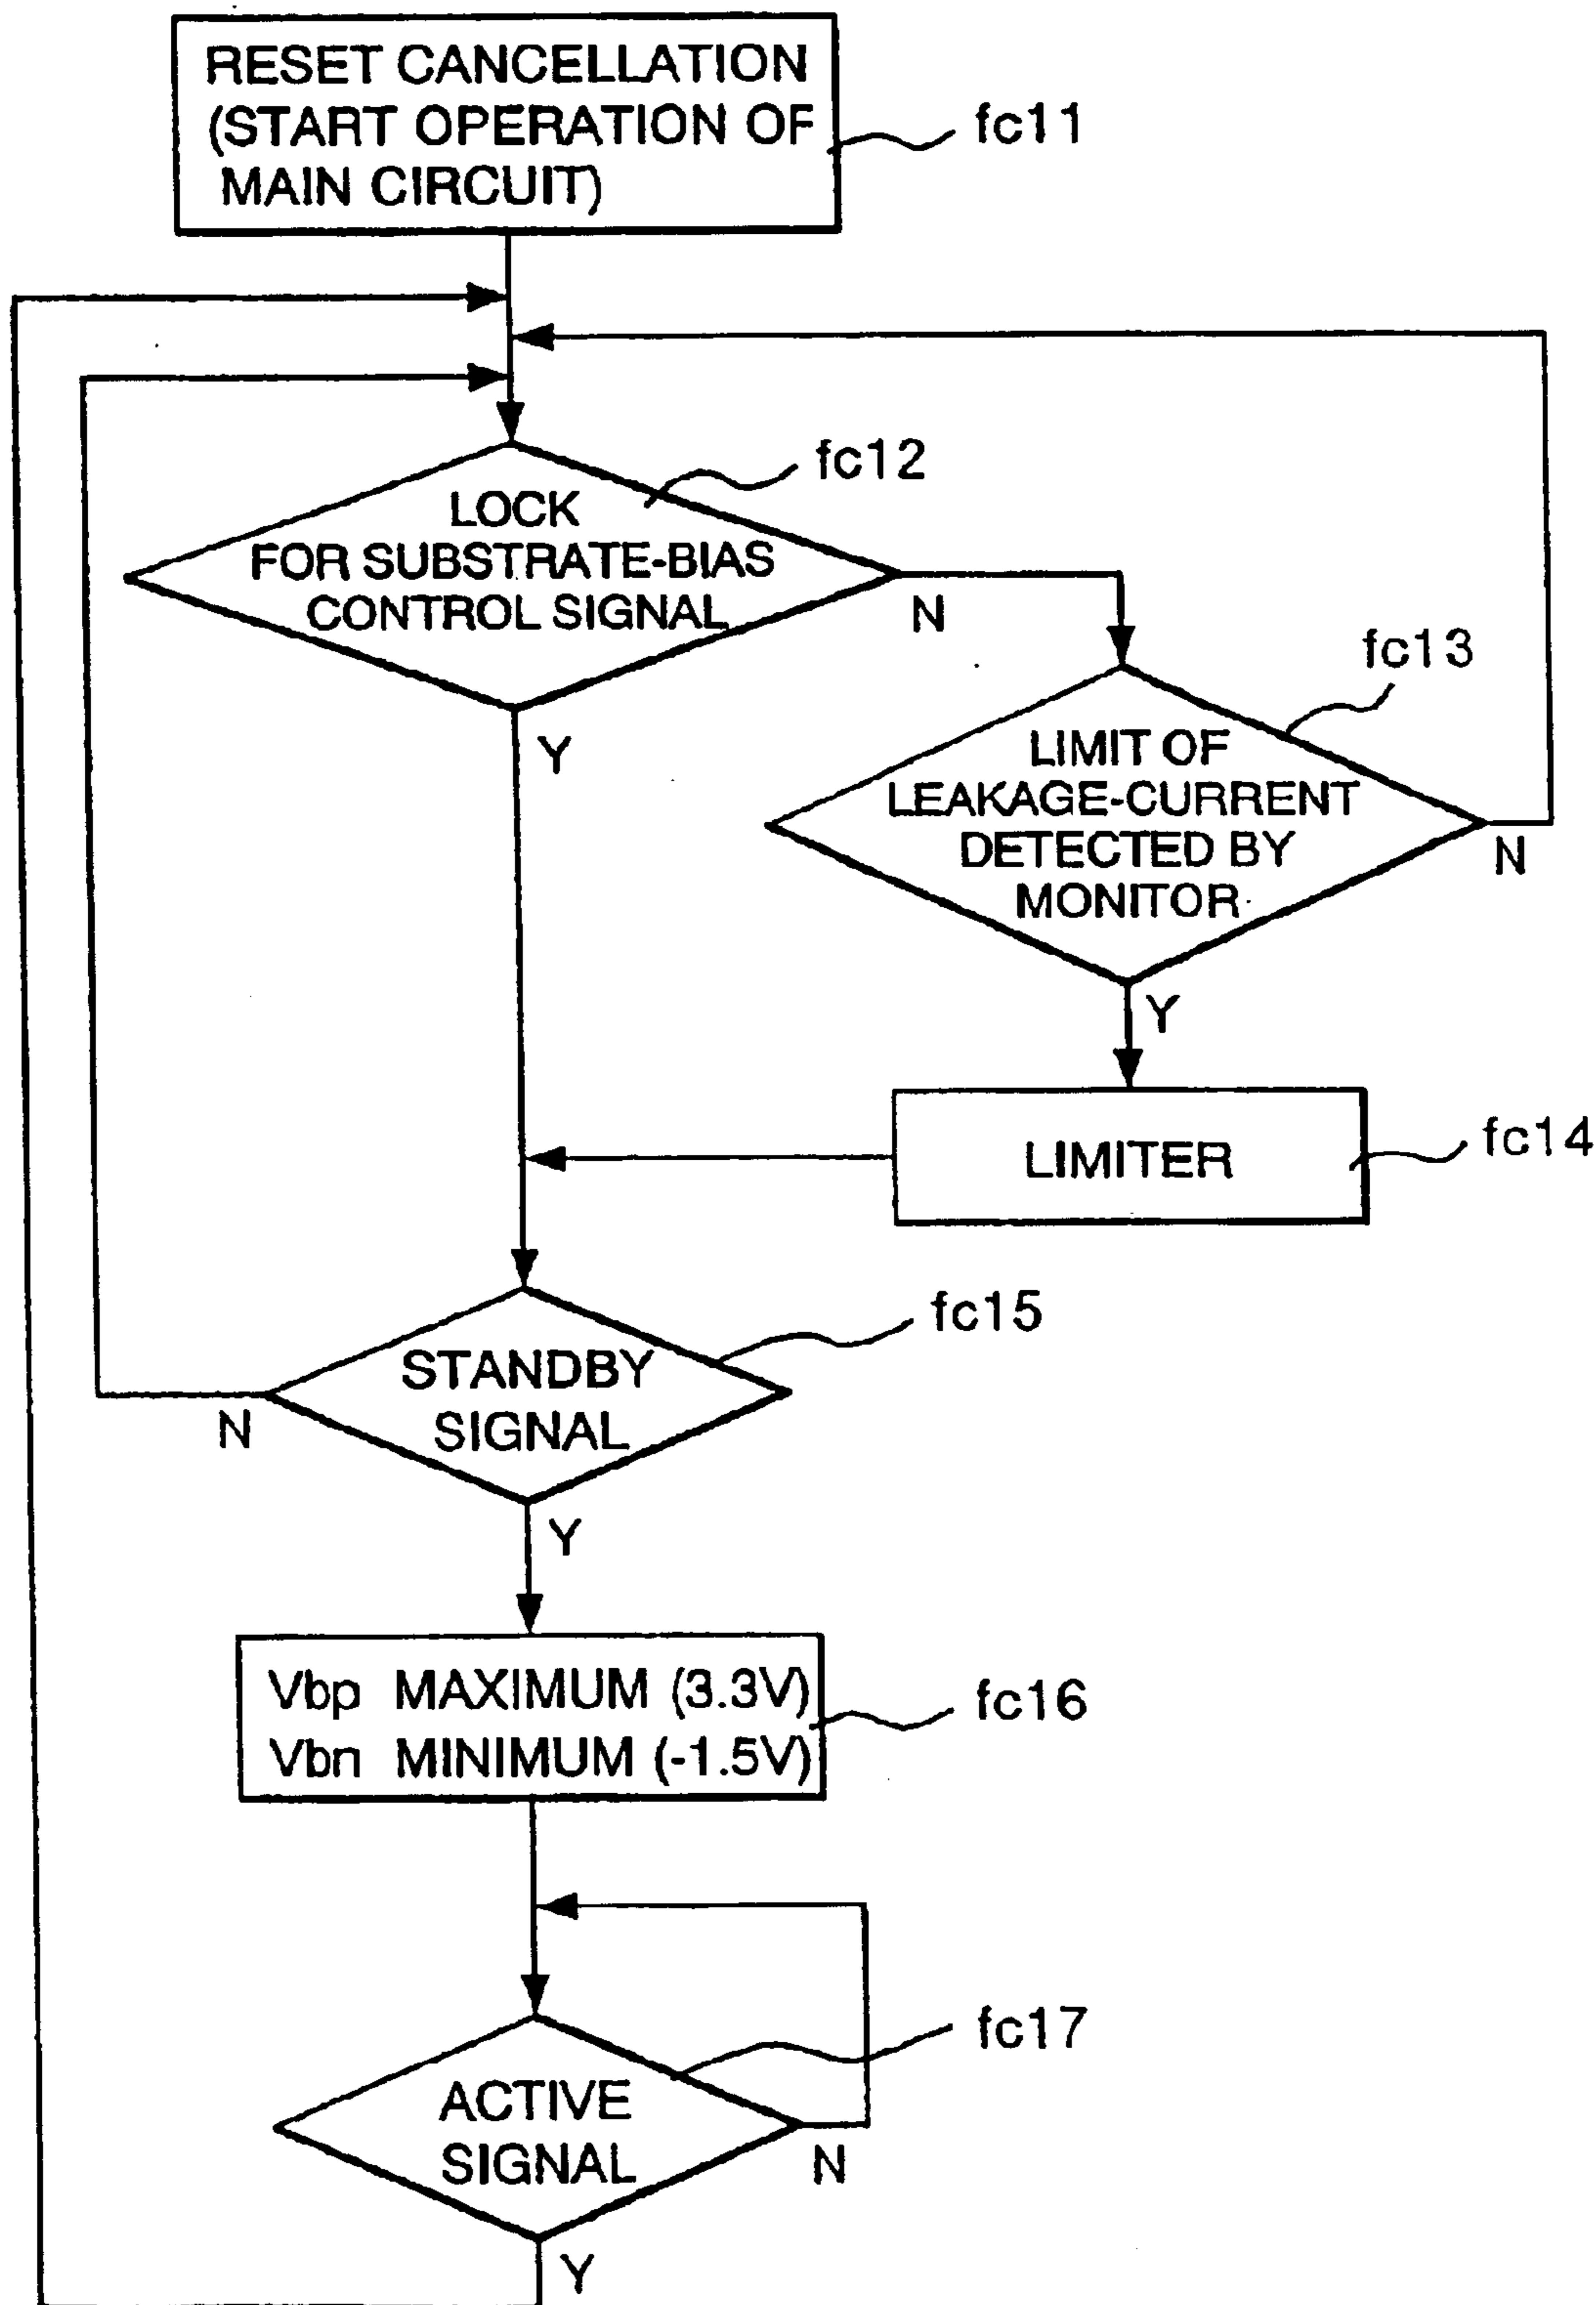 RESET CANCELLATION
(START OPERATION OF
MAIN CIRCUIT)
fc11
fc12
LOCK
FOR SUBSTRATE-BIAS
CONTROL SIGNAL
N
Y
fc13
LIMIT OF
LEAKAGE-CURRENT
DETECTED BY
MONITOR
N
Y
LIMITER
fc14
fc15
STANDBY
SIGNAL
N
Y
Vbp MAXIMUM (3.3V)
Vbn MINIMUM (-1.5V)
fc16
fc17
ACTIVE
SIGNAL
N
Y